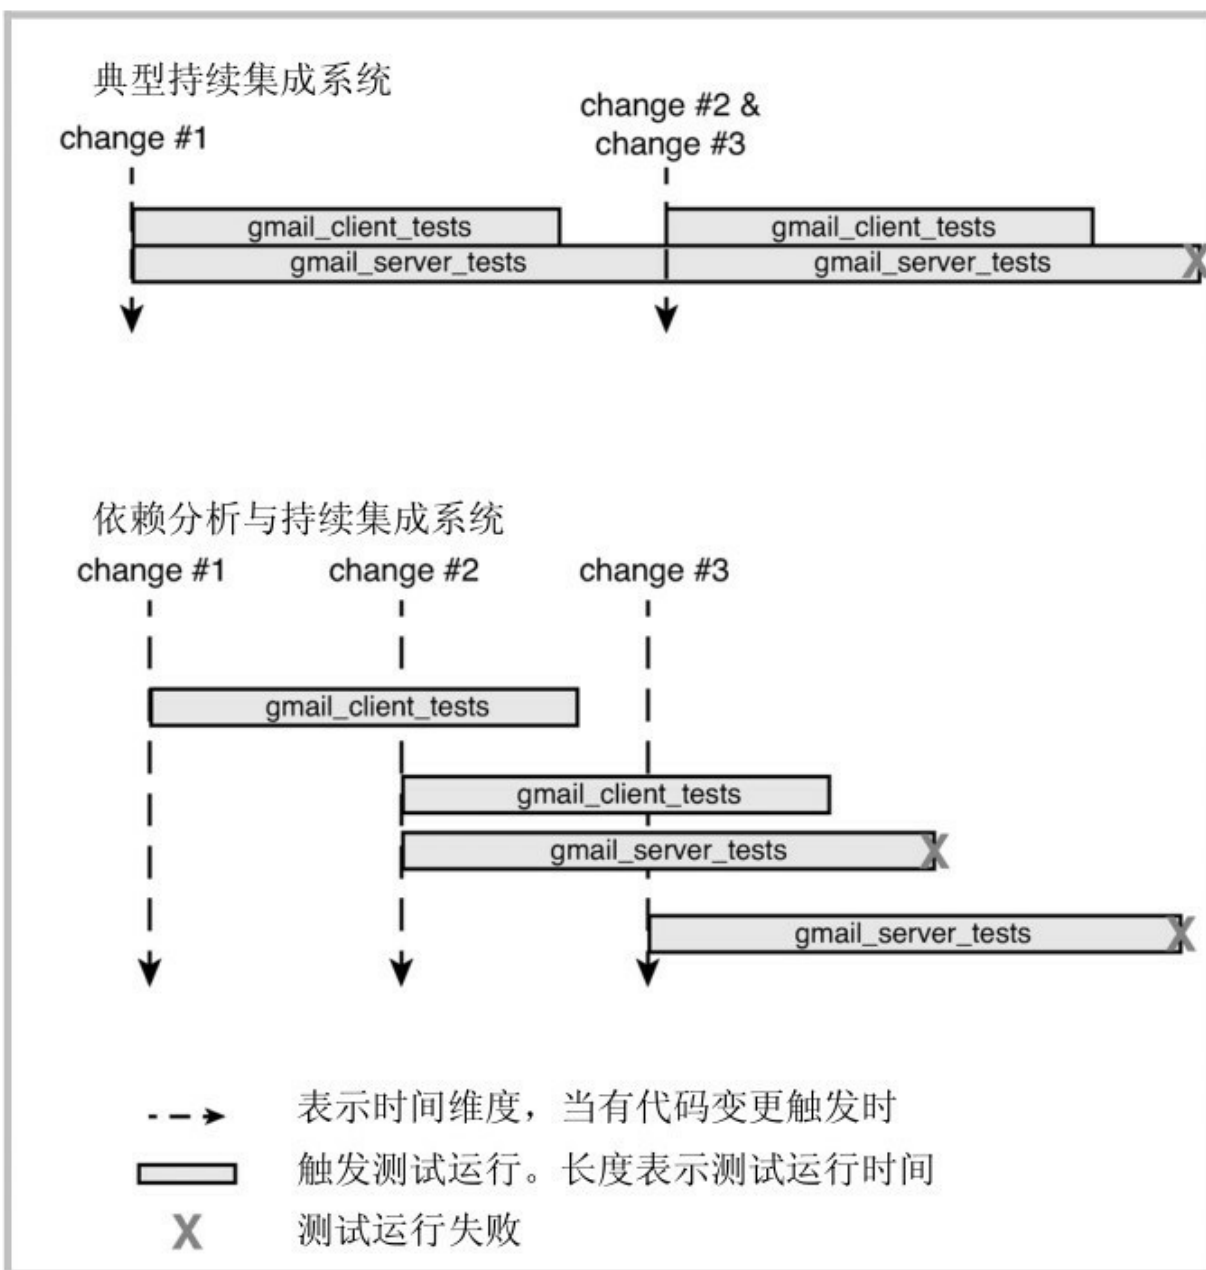 典型持续集成系统
change #1
change #2 &
change #3
gmail_client_tests
gmail_client_tests
gmail_server_tests
gmail_server_tests
X
依赖分析与持续集成系统
change #1
change #2
change #3
gmail_client_tests
gmail_client_tests
gmail_server_tests
X
gmail_server_tests
X
表示时间维度，当有代码变更触发时
触发测试运行。长度表示测试运行时间
X
测试运行失败